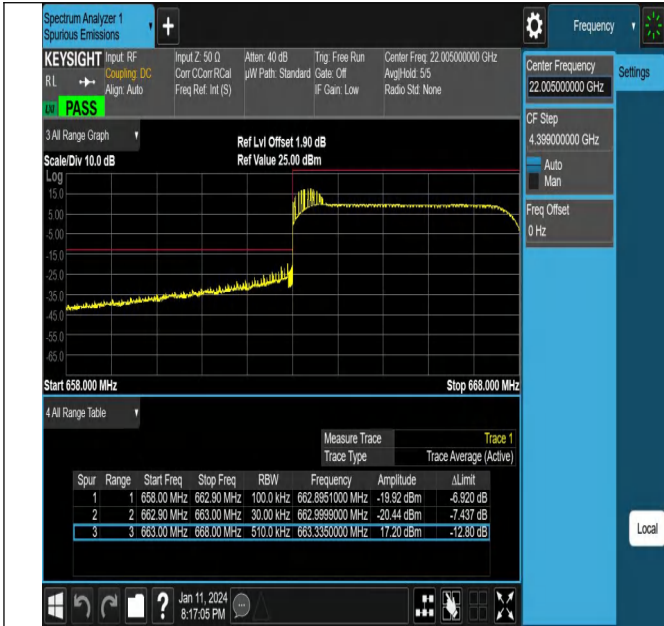 Spectrum Analyzer 1
Spurious Emissions
+
Frequency
KEYSIGHT
RL
Input: RF
Coupling: DC
Align: Auto
Input Z: 50 Ω
Corr CCorr RCal
Freq Ref: Int (S)
Atten: 40 dB
µW Path: Standard
Trig: Free Run
Gate: Off
IF Gain: Low
Center Freq: 22.005000000 GHz
Avg|Hold: 5/5
Radio Std: None
PASS
Center Frequency
22.005000000 GHz
Settings
CF Step
4.399000000 GHz
Auto
Man
Freq Offset
0 Hz
3 All Range Graph
Scale/Div 10.0 dB
Ref Lvl Offset 1.90 dB
Ref Value 25.00 dBm
Log
15.0
5.00
-5.00
-15.0
-25.0
-35.0
-45.0
-55.0
-65.0
Start 658.000 MHz
Stop 668.000 MHz
4 All Range Table
Measure Trace Trace 1
Trace Type Trace Average (Active)
Spur Range Start Freq Stop Freq RBW Frequency Amplitude ΔLimit
1 1 658.00 MHz 662.90 MHz 100.0 kHz 662.8951000 MHz -19.92 dBm -6.920 dB
2 2 662.90 MHz 663.00 MHz 30.00 kHz 662.9999000 MHz -20.44 dBm -7.437 dB
3 3 663.00 MHz 668.00 MHz 510.0 kHz 663.3350000 MHz 17.20 dBm -12.80 dB
Local
?
Jan 11, 2024
8:17:05 PM